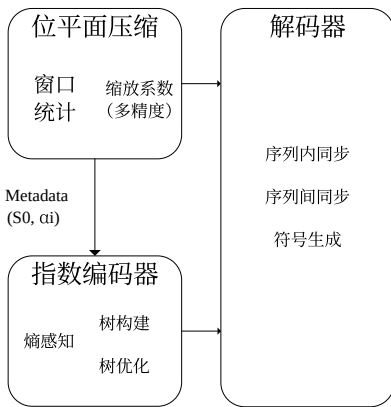 位平面压缩
窗口
统计
缩放系数
（多精度）
Metadata
(S0, αi)
指数编码器
熵感知
树构建
树优化
解码器
序列内同步
序列间同步
符号生成